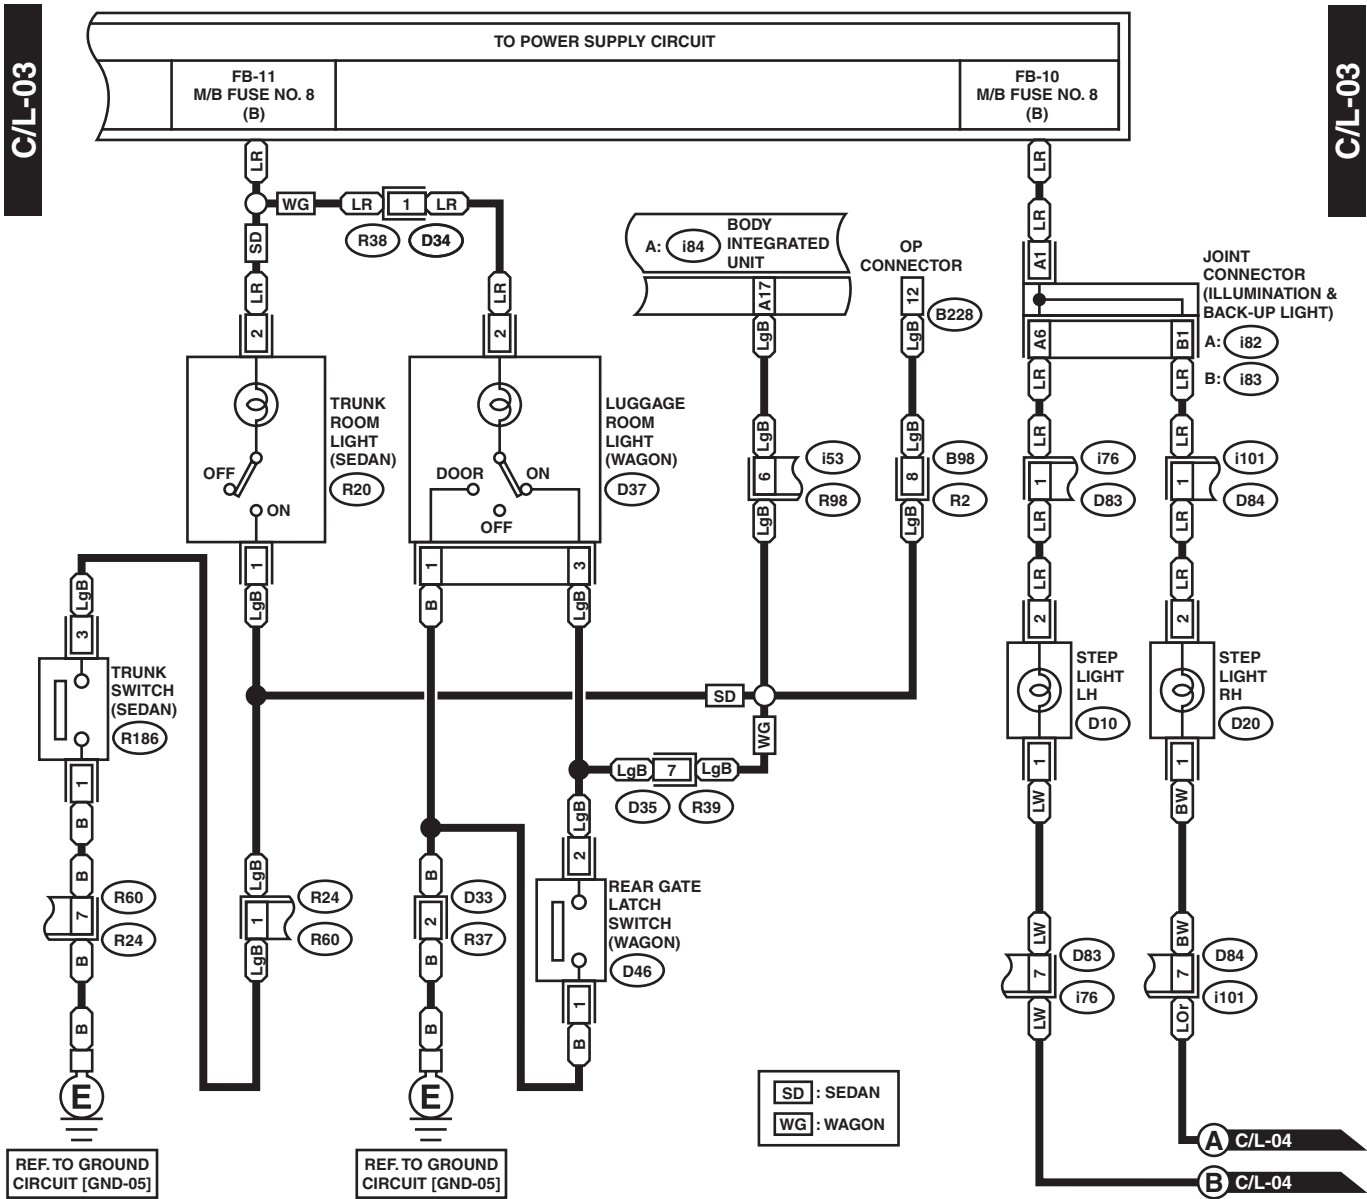 C/L-03
C/L-03
TO POWER SUPPLY CIRCUIT
FB-11
M/B FUSE NO. 8
(B)
FB-10
M/B FUSE NO. 8
(B)
LR
WG
LR
1
LR
R38
D34
SD
LR
2
LR
2
A:
i84
BODY
INTEGRATED
UNIT
A17
LgB
OP
CONNECTOR
12
B228
LgB
LR
LR
A1
JOINT
CONNECTOR
(ILLUMINATION &
BACK-UP LIGHT)
A6
B1
A:
i82
B:
i83
LR
LR
TRUNK
ROOM
LIGHT
(SEDAN)
R20
OFF
ON
LUGGAGE
ROOM
LIGHT
(WAGON)
D37
DOOR
ON
OFF
LgB
6
i53
R98
LgB
LgB
8
B98
R2
LgB
LR
1
i76
D83
LR
LR
1
i101
D84
LR
1
LgB
1
B
3
LgB
LgB
3
TRUNK
SWITCH
(SEDAN)
R186
1
B
LR
2
STEP
LIGHT
LH
D10
1
LW
LR
2
STEP
LIGHT
RH
D20
1
BW
SD
WG
LgB
7
LgB
D35
R39
LgB
2
REAR GATE
LATCH
SWITCH
(WAGON)
D46
1
B
B
7
R60
R24
B
B
LgB
1
R24
R60
LgB
B
2
D33
R37
B
B
LW
7
D83
i76
LW
BW
7
D84
i101
LOr
E
REF. TO GROUND
CIRCUIT [GND-05]
E
REF. TO GROUND
CIRCUIT [GND-05]
SD : SEDAN
WG : WAGON
A C/L-04
B C/L-04